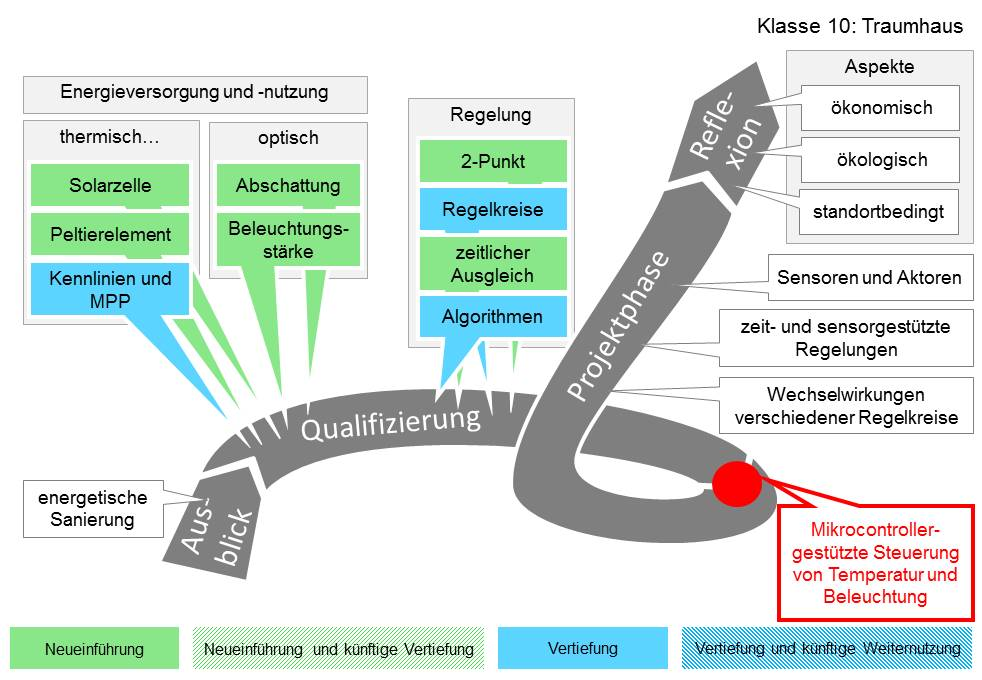 Klasse 10: Traumhaus
Energieversorgung und -nutzung
thermisch…
Solarzelle
Peltierelement
Kennlinien und
MPP
optisch
Abschattung
Beleuchtungs-
stärke
Regelung
2-Punkt
Regelkreise
zeitlicher
Ausgleich
Algorithmen
Aspekte
ökonomisch
ökologisch
standortbedingt
Refle-
xion
Sensoren und Aktoren
zeit- und sensorgestützte
Regelungen
Wechselwirkungen
verschiedener Regelkreise
Projektphase
Qualifizierung
energetische
Sanierung
Aus-
blick
Mikrocontroller-
gestützte Steuerung
von Temperatur und
Beleuchtung
Neueinführung
Neueinführung und künftige Vertiefung
Vertiefung
Vertiefung und künftige Weiternutzung